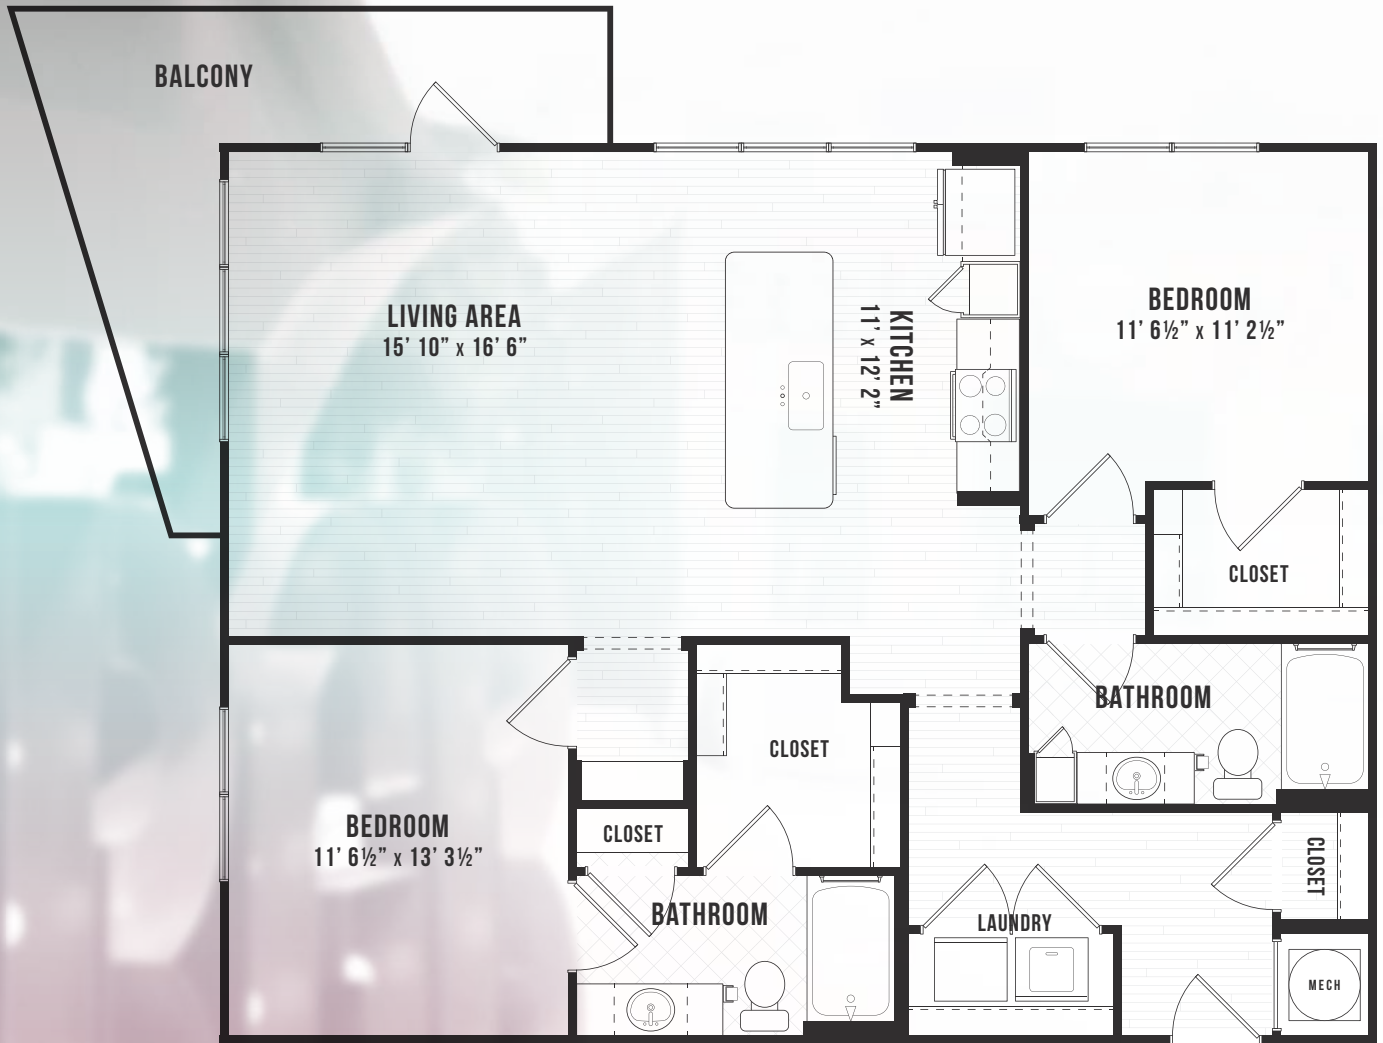 BALCONY
LIVING AREA
15’ 10” x 16’ 6”
KITCHEN
11’ x 12’ 2”
BEDROOM
11’ 6½” x 11’ 2½”
CLOSET
BATHROOM
CLOSET
BEDROOM
11’ 6½” x 13’ 3½”
CLOSET
BATHROOM
CLOSET
LAUNDRY
MECH